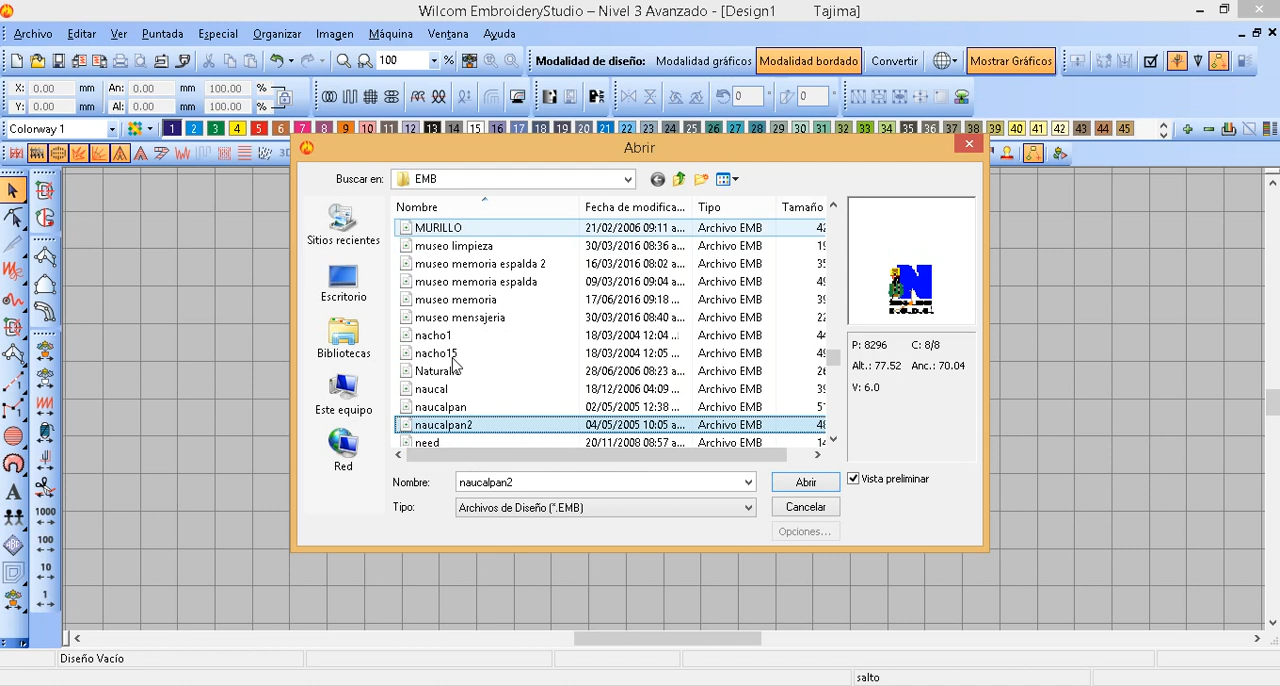 Wilcom EmbroideryStudio – Nivel 3 Avanzado - [Design1 Tajima]
Archivo Editar Ver Puntada Especial Organizar Imagen Máquina Ventana Ayuda
100 % Modalidad de diseño: Modalidad gráficos Modalidad bordado Convertir Mostrar Gráficos
X: 0.00 mm An: 0.00 mm 100.00 % 0 0
Y: 0.00 mm Al: 0.00 mm 100.00 %
Colorway 1 1 2 3 4 5 6 7 8 9 10 11 12 13 14 15 16 17 18 19 20 21 22 23 24 25 26 27 28 29 30 31 32 33 34 35 36 37 38 39 40 41 42 43 44 45
Abrir
Buscar en: EMB
Nombre Fecha de modifica... Tipo Tamaño
MURILLO 21/02/2006 09:11 a... Archivo EMB
museo limpieza 30/03/2016 08:36 a... Archivo EMB
museo memoria espalda 2 16/03/2016 08:02 a... Archivo EMB
museo memoria espalda 09/03/2016 09:04 a... Archivo EMB
museo memoria 17/06/2016 09:18 ... Archivo EMB
museo mensajeria 30/03/2016 08:40 a... Archivo EMB
nacho1 18/03/2004 12:04 ... Archivo EMB
nacho15 18/03/2004 12:05 ... Archivo EMB
28/06/2006 08:23 a... Archivo EMB
naucal 18/12/2006 04:09 ... Archivo EMB
naucalpan 02/05/2005 12:38 ... Archivo EMB
naucalpan2 04/05/2005 10:05 a... Archivo EMB
need 20/11/2008 08:57 a... Archivo EMB
Sitios recientes
Escritorio
Bibliotecas
Este equipo
Red
N
P: 8296 C: 8/8
Alt.: 77.52 Anc.: 70.04
V: 6.0
Nombre: naucalpan2 Abrir Vista preliminar
Tipo: Archivos de Diseño (*.EMB) Cancelar
Opciones...
A
ABC
1000
100
10
1
Diseño Vacío
salto